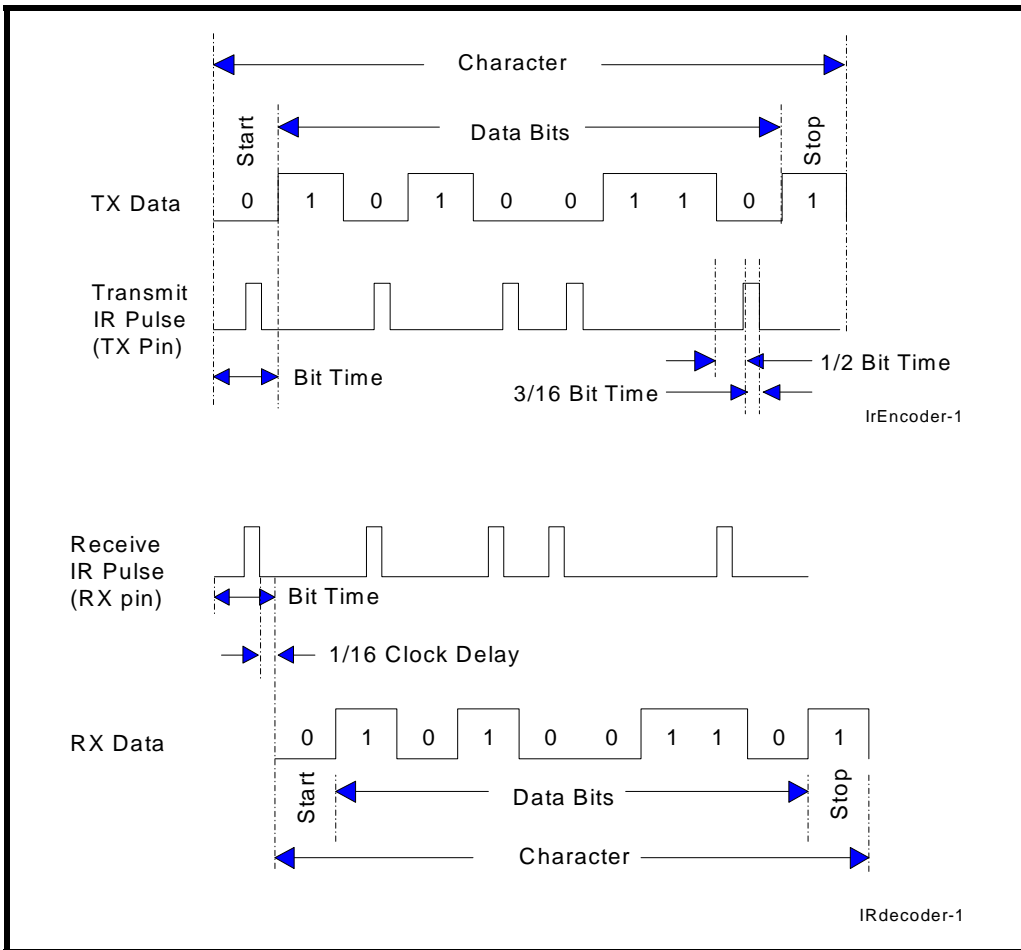 Character
Start
Data Bits
Stop
TX Data
0 1 0 1 0 0 1 1 0 1
Transmit
IR Pulse
(TX Pin)
Bit Time
1/2 Bit Time
3/16 Bit Time
IrEncoder-1
Receive
IR Pulse
(RX pin)
Bit Time
1/16 Clock Delay
RX Data
0 1 0 1 0 0 1 1 0 1
Start
Data Bits
Stop
Character
IRdecoder-1